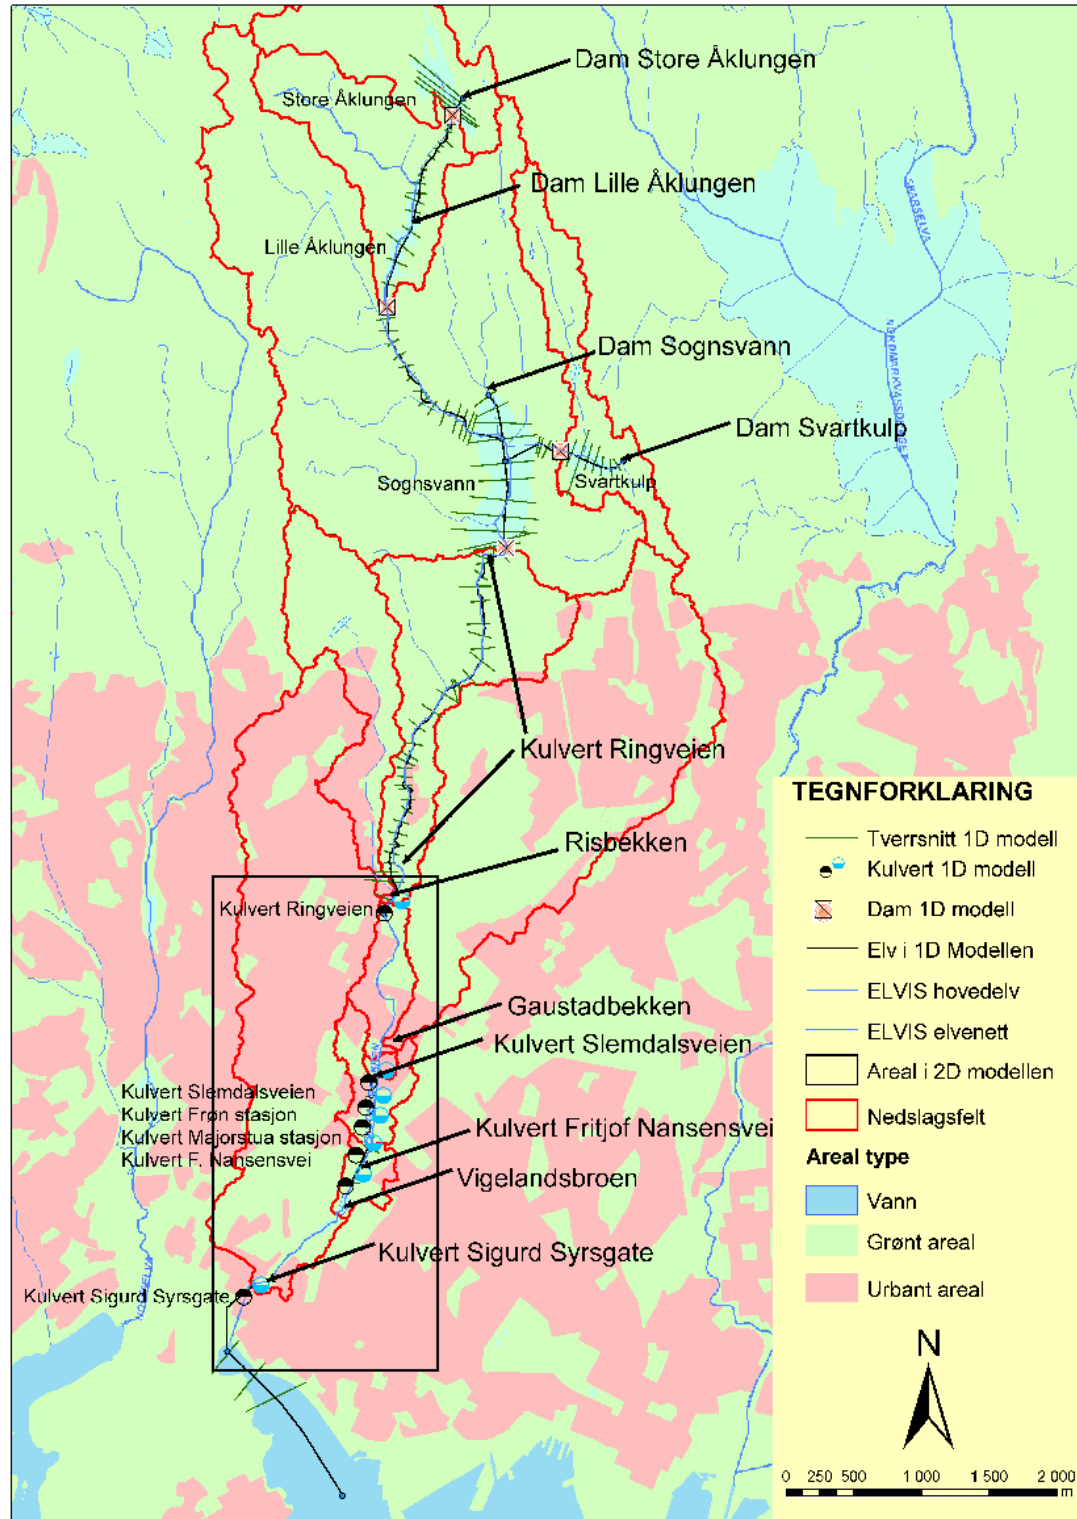 Dam Store Åklungen
Store Åklungen
Dam Lille Åklungen
SKARSELVA
Lille Åklungen
NORDMARKVASSDRAGET
Dam Sognsvann
Dam Svartkulp
Sognsvann
Svartkulp
Kulvert Ringveien
TEGNFORKLARING
Tverrsnitt 1D modell
Kulvert 1D modell
Dam 1D modell
Elv i 1D Modellen
ELVIS hovedelv
ELVIS elvenett
Areal i 2D modellen
Nedslagsfelt
Areal type
Vann
Grønt areal
Urbant areal
N
0 250 500 1 000 1 500 2 000
m
Risbekken
Kulvert Ringveien
Gaustadbekken
Kulvert Slemdalsveien
Kulvert Slemdalsveien
Kulvert Frøn stasjon
Kulvert Majorstua stasjon
Kulvert F. Nansensvei
Kulvert Fritjof Nansensvei
Vigelandsbroen
Kulvert Sigurd Syrsgate
Kulvert Sigurd Syrsgate